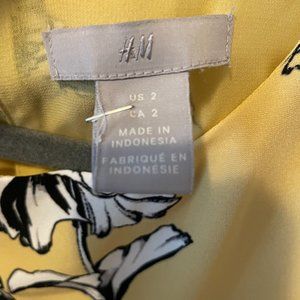 H&M
US 2
CA 2
MADE IN
INDONESIA
FABRIQUÉ EN
INDONÉSIE